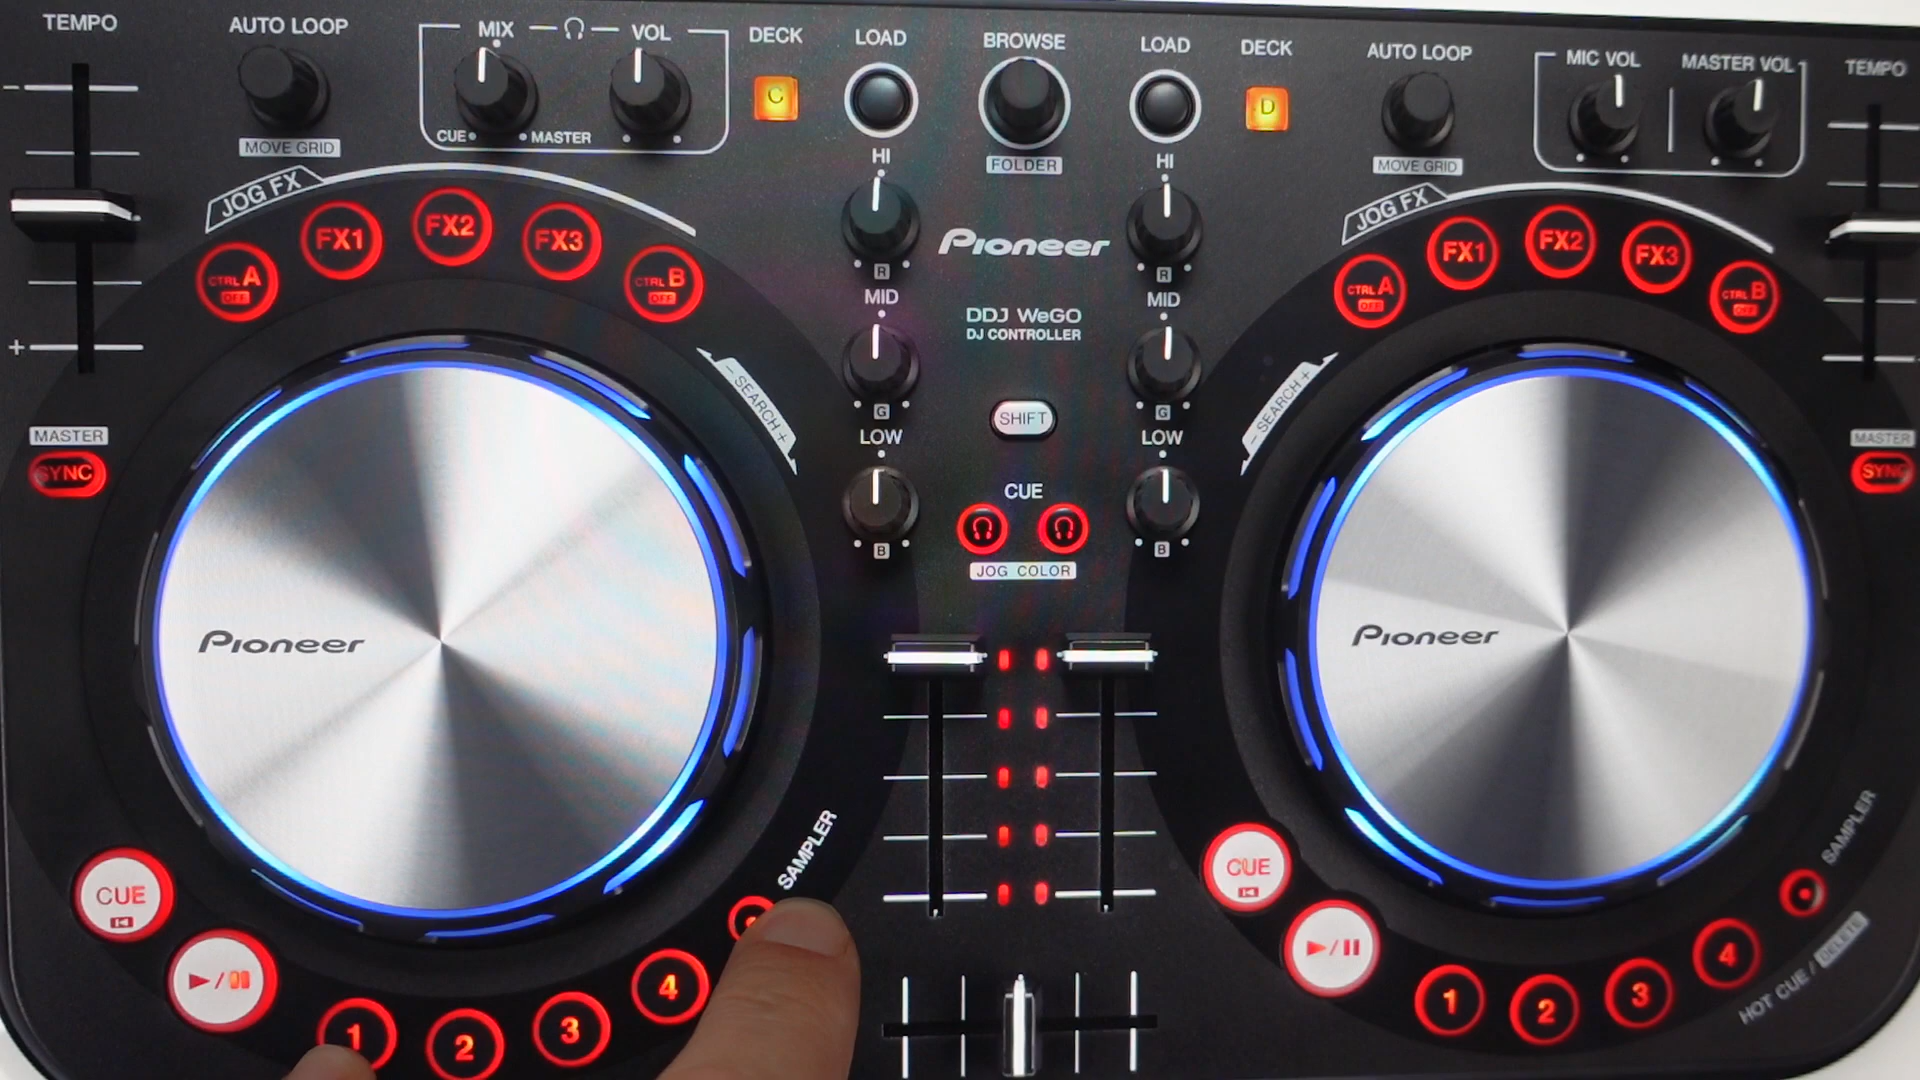 TEMPO
AUTO LOOP
MIX
VOL
DECK
LOAD
BROWSE
LOAD
DECK
AUTO LOOP
MIC VOL
MASTER VOL
TEMPO
−
C
D
CUE
MASTER
MOVE GRID
HI
FOLDER
HI
MOVE GRID
JOG FX
JOG FX
CTRL A
OFF
FX1
FX2
FX3
CTRL B
OFF
R
Pioneer
R
CTRL A
OFF
FX1
FX2
FX3
CTRL B
OFF
MID
DDJ WeGO
DJ CONTROLLER
MID
+
− SEARCH +
− SEARCH +
G
SHIFT
G
MASTER
SYNC
LOW
LOW
MASTER
SYNC
CUE
B
JOG COLOR
B
Pioneer
Pioneer
SAMPLER
SAMPLER
CUE
CUE
1
2
3
4
1
2
3
4
HOT CUE / DELETE